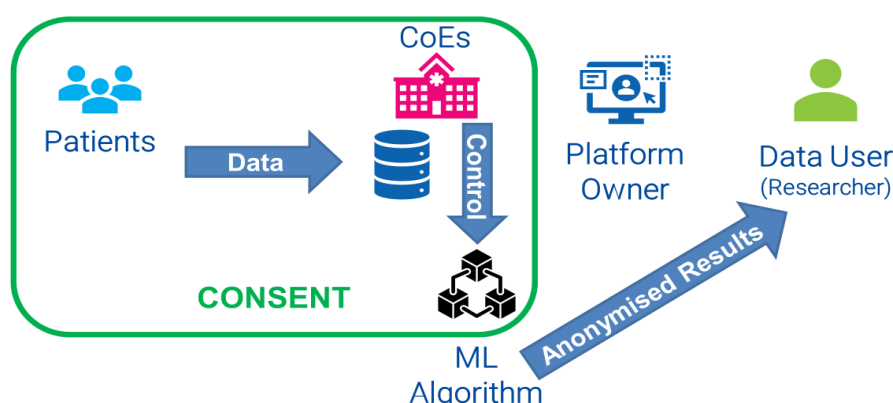 CoEs
Patients
Data
Control
Platform
Owner
Data User
(Researcher)
CONSENT
Anonymised Results
ML
Algorithm